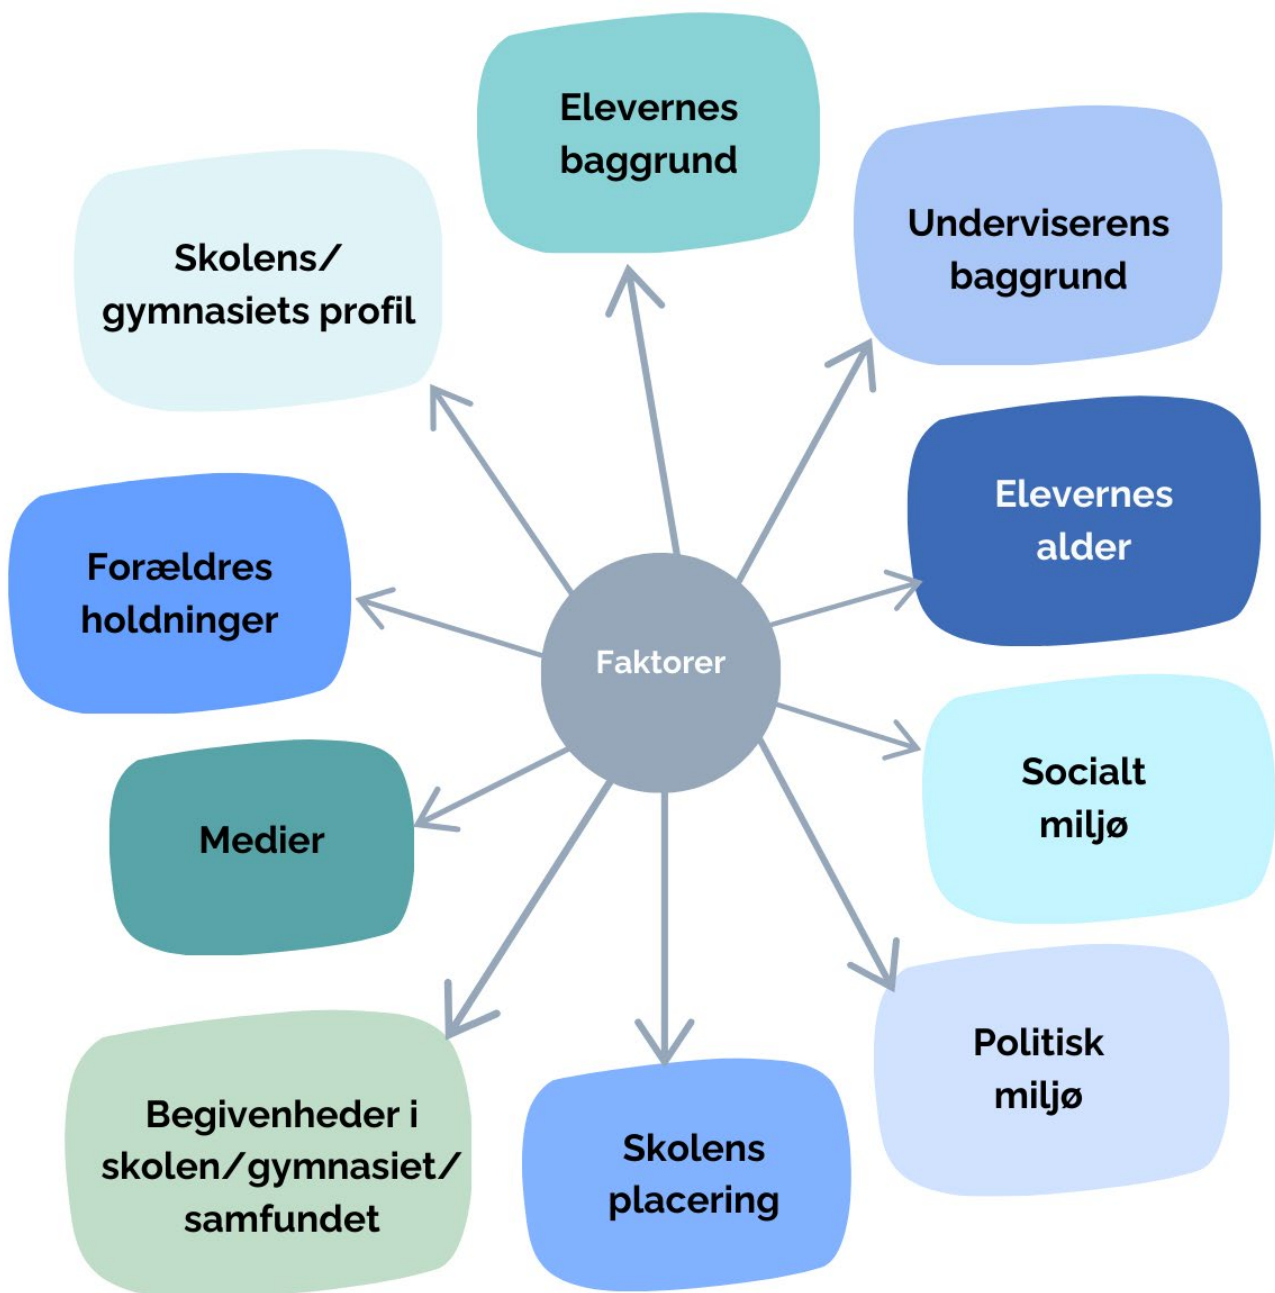 Elevernes
baggrund
Underviserens
baggrund
Skolens/
gymnasiets profil
Elevernes
alder
Forældres
holdninger
Faktorer
Socialt
miljø
Medier
Politisk
miljø
Begivenheder i
skolen/gymnasiet/
samfundet
Skolens
placering